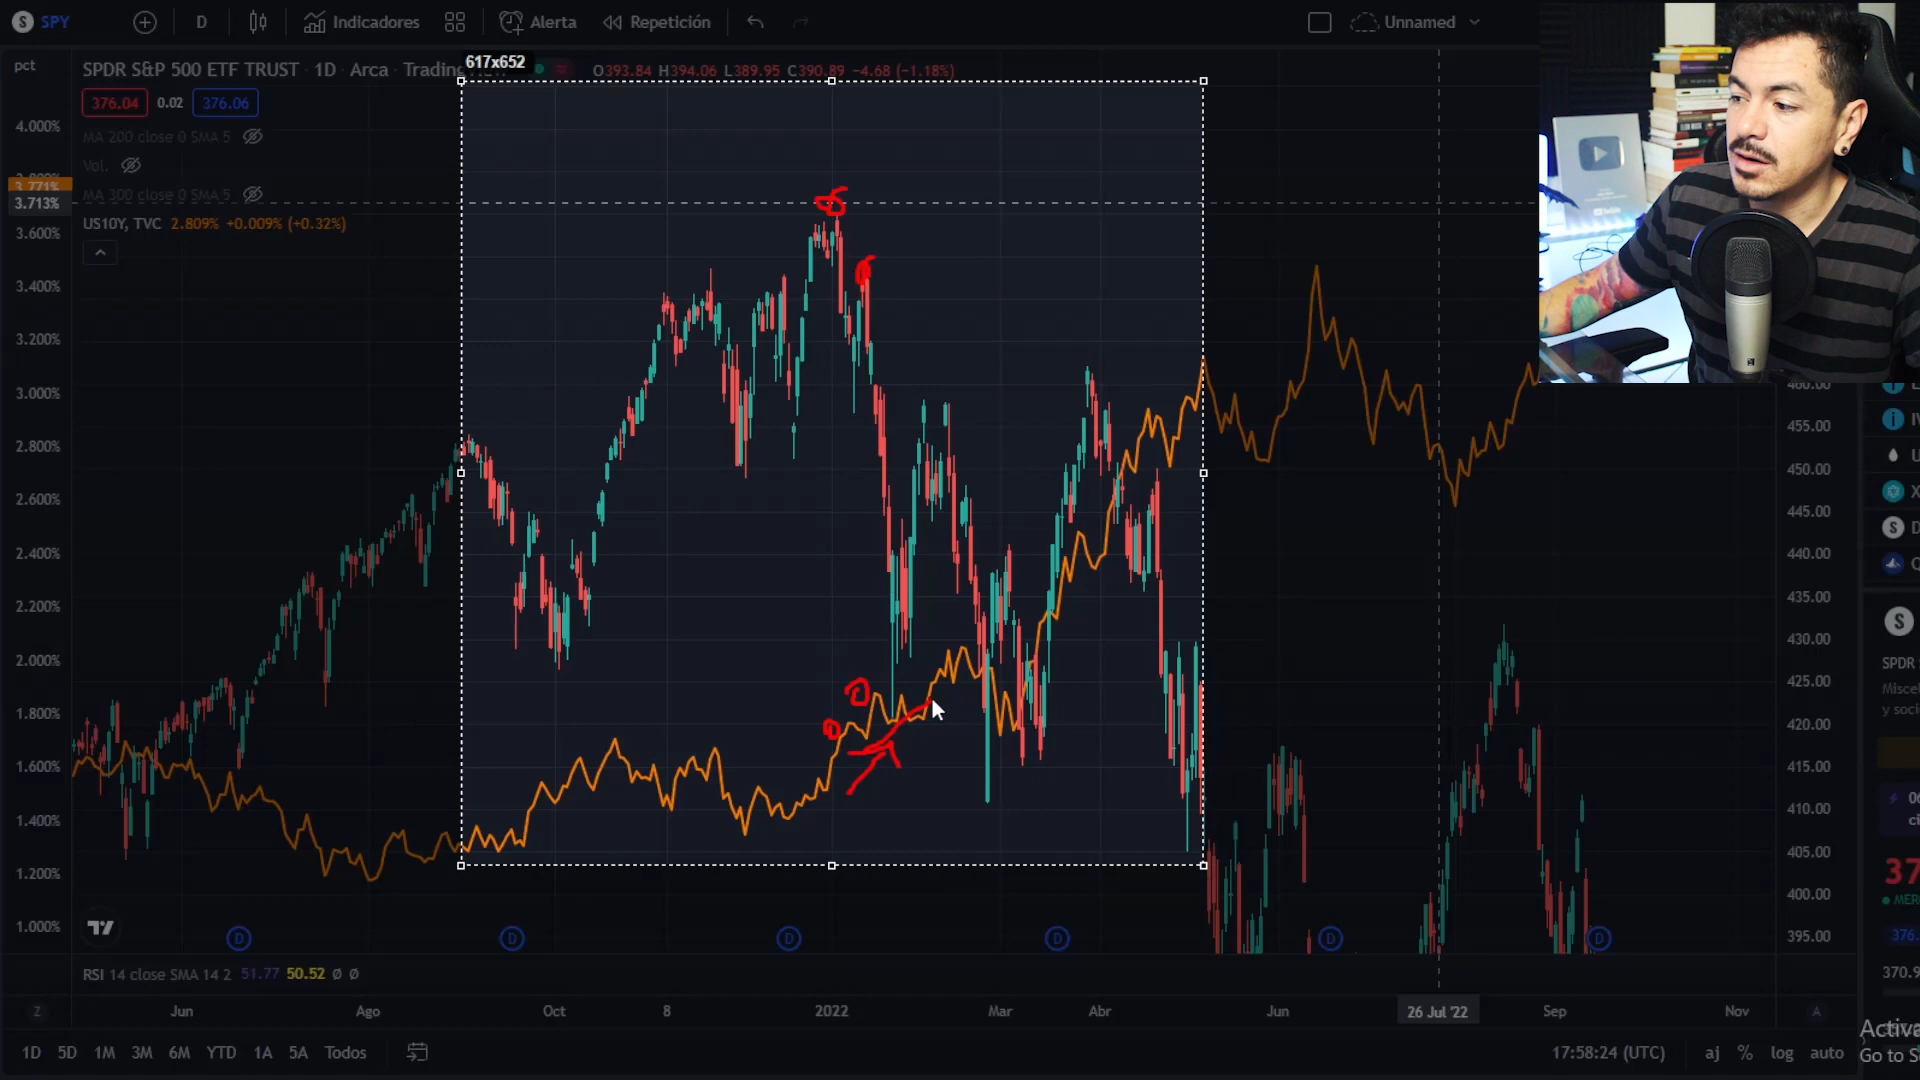 S SPY
D
Indicadores
Alerta
Repetición
Unnamed
pct
SPDR S&P 500 ETF TRUST · 1D · Arca · Trading
617x652
O393.84 H394.06 L389.95 C390.89 −4.68 (−1.18%)
376.04 0.02 376.06
MA 200 close 0 SMA 5
Vol.
MA 300 close 0 SMA 5
US10Y, TVC 2.809% +0.009% (+0.32%)
4.000%
3.771%
3.713%
3.600%
3.400%
3.200%
3.000%
2.800%
2.600%
2.400%
2.200%
2.000%
1.800%
1.600%
1.400%
1.200%
1.000%
460.00
455.00
450.00
445.00
440.00
435.00
430.00
425.00
420.00
415.00
410.00
405.00
400.00
395.00
S
SPDR
y soci
37
376.
370.9
D D D D D D
RSI 14 close SMA 14 2 51.77 50.52 Ø Ø
Z Jun Ago Oct 8 2022 Mar Abr Jun 26 Jul '22 Sep Nov A
1D 5D 1M 3M 6M YTD 1A 5A Todos
17:58:24 (UTC) aj % log auto
Activa
Go to S